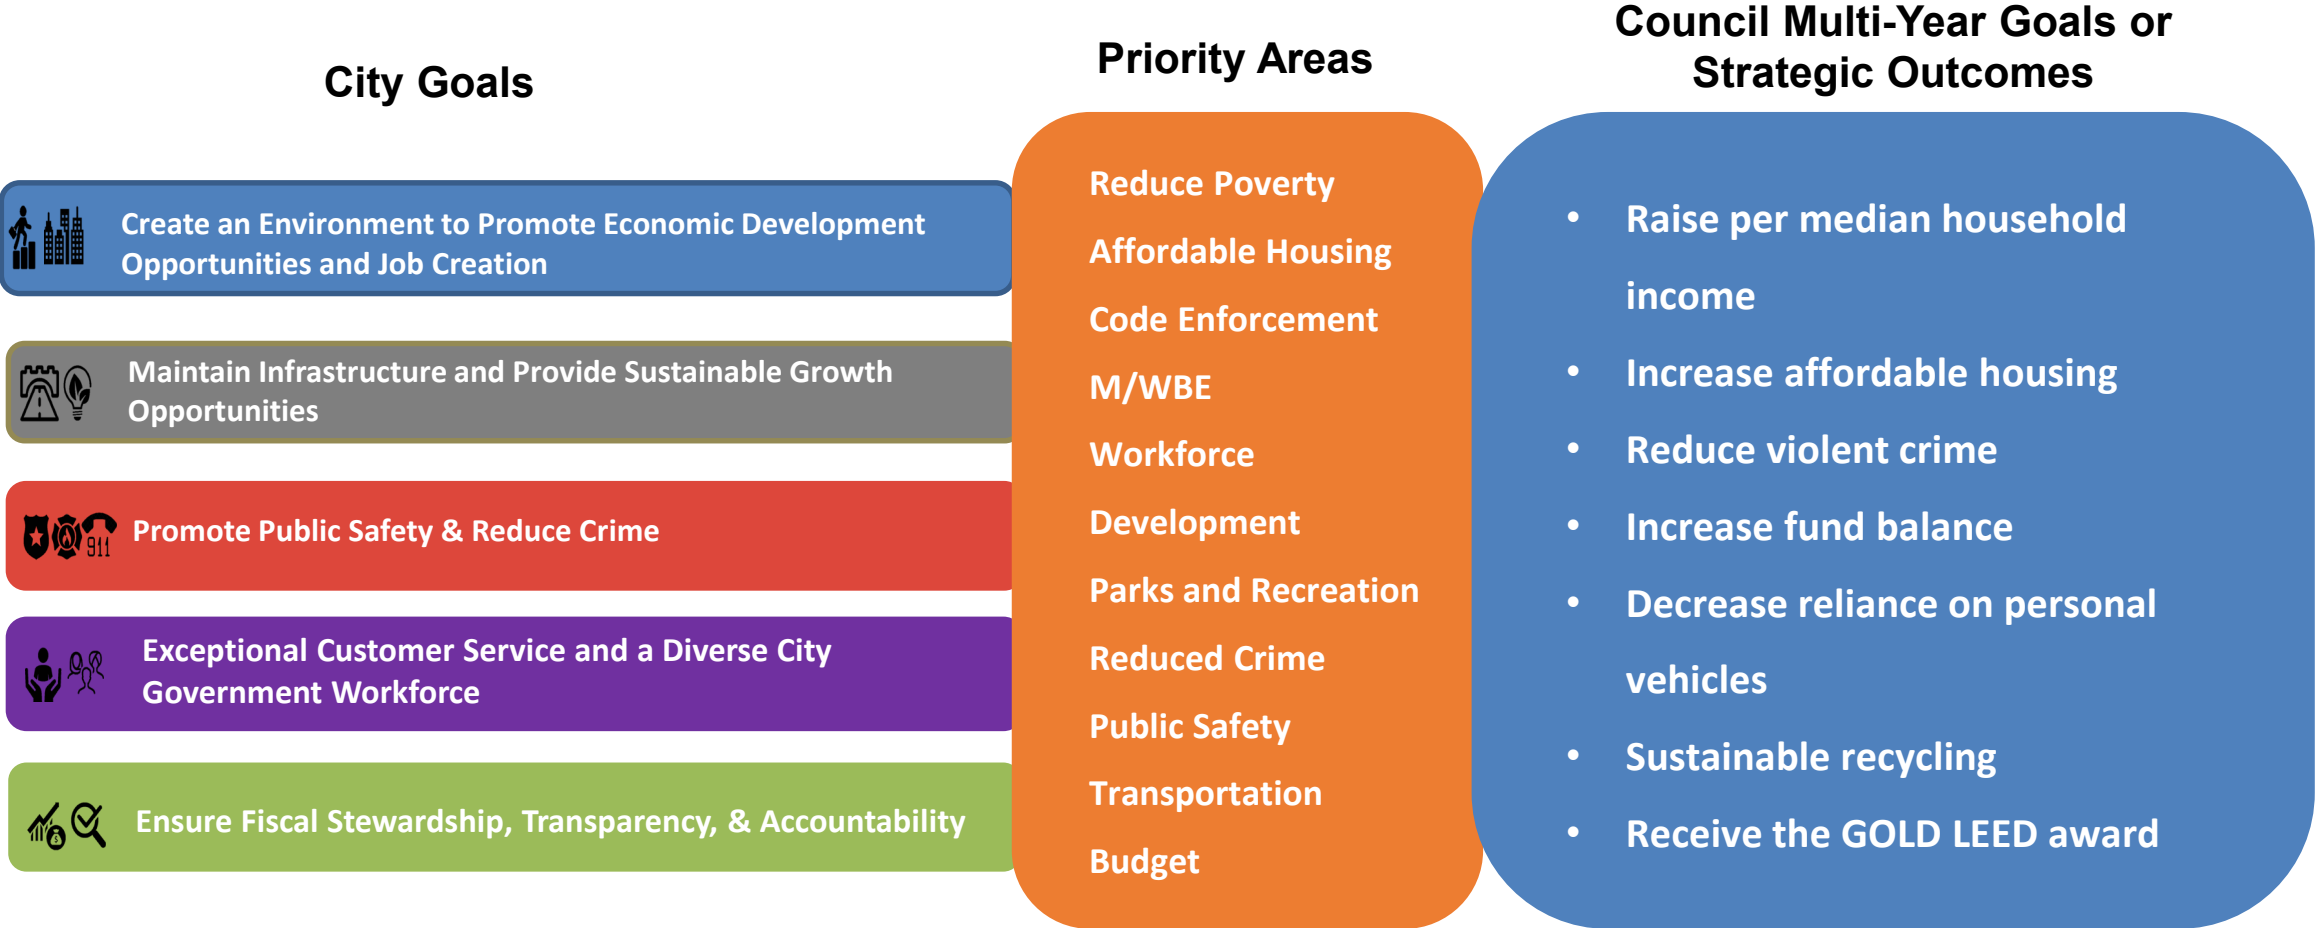 City Goals
Create an Environment to Promote Economic Development
Opportunities and Job Creation
Maintain Infrastructure and Provide Sustainable Growth
Opportunities
911
Promote Public Safety & Reduce Crime
Exceptional Customer Service and a Diverse City
Government Workforce
$
Ensure Fiscal Stewardship, Transparency, & Accountability
Priority Areas
Reduce Poverty
Affordable Housing
Code Enforcement
M/WBE
Workforce
Development
Parks and Recreation
Reduced Crime
Public Safety
Transportation
Budget
Council Multi-Year Goals or
Strategic Outcomes
• Raise per median household
income
• Increase affordable housing
• Reduce violent crime
• Increase fund balance
• Decrease reliance on personal
vehicles
• Sustainable recycling
• Receive the GOLD LEED award